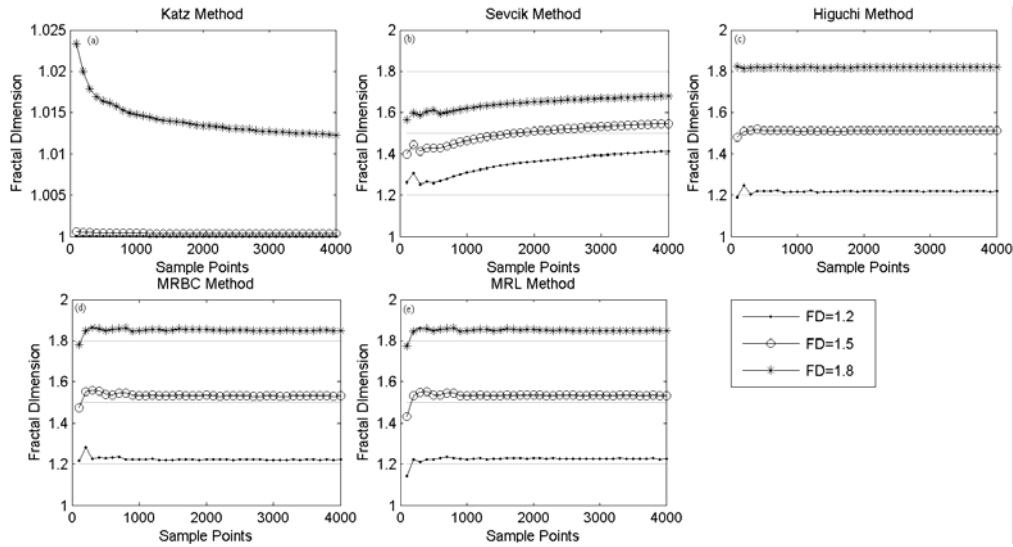 Katz Method
(a)
Fractal DImension
1.025
1.02
1.015
1.01
1.005
1
0
1000
2000
3000
4000
Sample Points
Sevcik Method
(b)
Fractal DImension
2
1.8
1.6
1.4
1.2
1
0
1000
2000
3000
4000
Sample Points
Higuchi Method
(c)
Fractal DImension
2
1.8
1.6
1.4
1.2
1
0
1000
2000
3000
4000
Sample Points
MRBC Method
(d)
Fractal DImension
2
1.8
1.6
1.4
1.2
1
0
1000
2000
3000
4000
Sample Points
MRL Method
(e)
Fractal DImension
2
1.8
1.6
1.4
1.2
1
0
1000
2000
3000
4000
Sample Points
FD=1.2
FD=1.5
FD=1.8